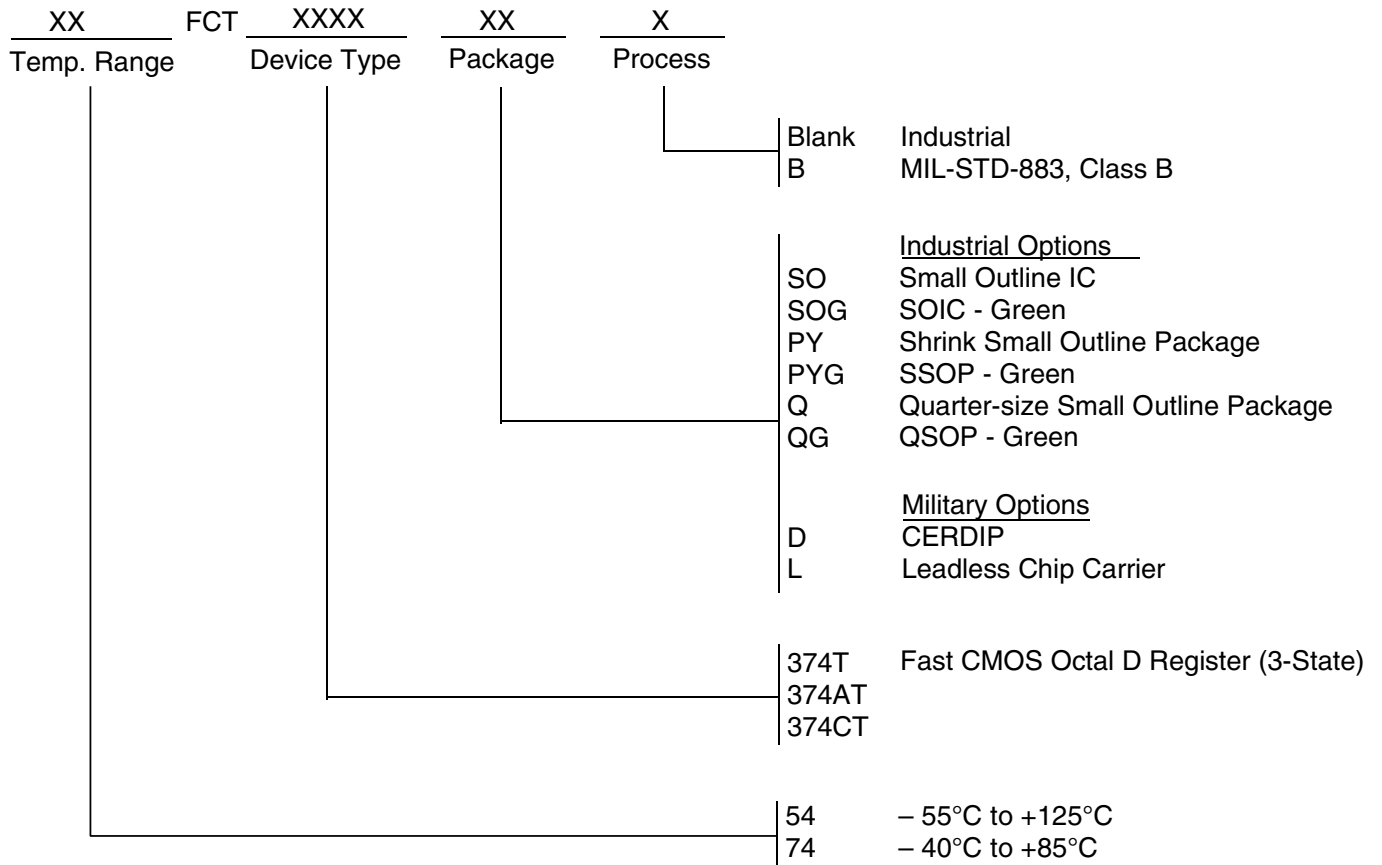 XX FCT XXXX XX X
Temp. Range Device Type Package Process
Blank Industrial
B MIL-STD-883, Class B
Industrial Options
SO Small Outline IC
SOG SOIC - Green
PY Shrink Small Outline Package
PYG SSOP - Green
Q Quarter-size Small Outline Package
QG QSOP - Green
Military Options
D CERDIP
L Leadless Chip Carrier
374T Fast CMOS Octal D Register (3-State)
374AT
374CT
54 – 55°C to +125°C
74 – 40°C to +85°C